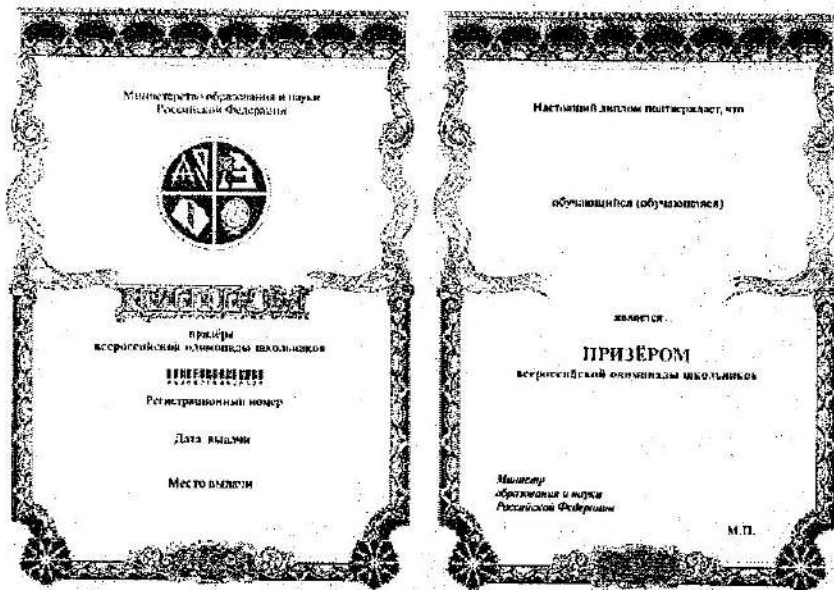 Министерство образования и науки
Российской Федерации
ДИПЛОМ
призёра
всероссийской олимпиады школьников
Регистрационный номер
Дата выдачи
Место выдачи
Настоящий диплом подтверждает, что
обучающийся (обучающаяся)
является
ПРИЗЁРОМ
всероссийской олимпиады школьников
Министр
образования и науки
Российской Федерации
М.П.